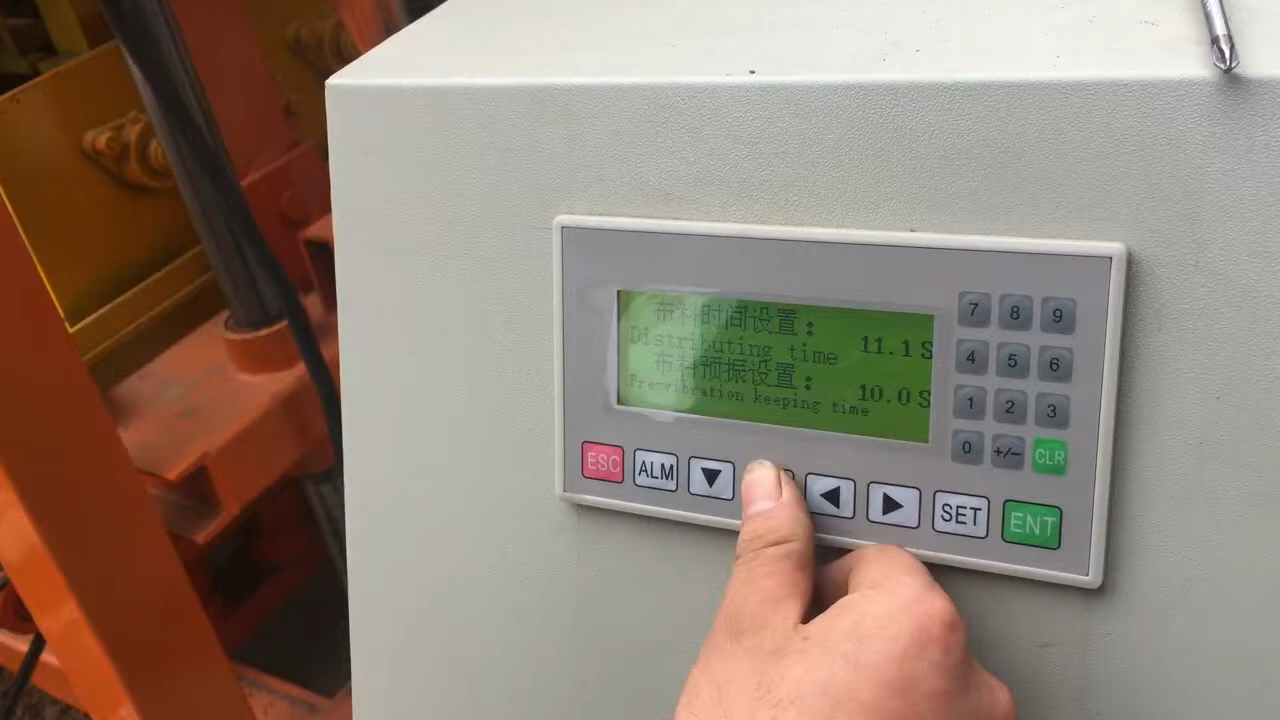 布料时间设置：
Distributing time 11.1 S
布料预振设置：
Pre-vibration keeping time 10.0 S
7 8 9
4 5 6
1 2 3
0 +/- CLR
ESC ALM ▼ ◀ ▶ SET ENT